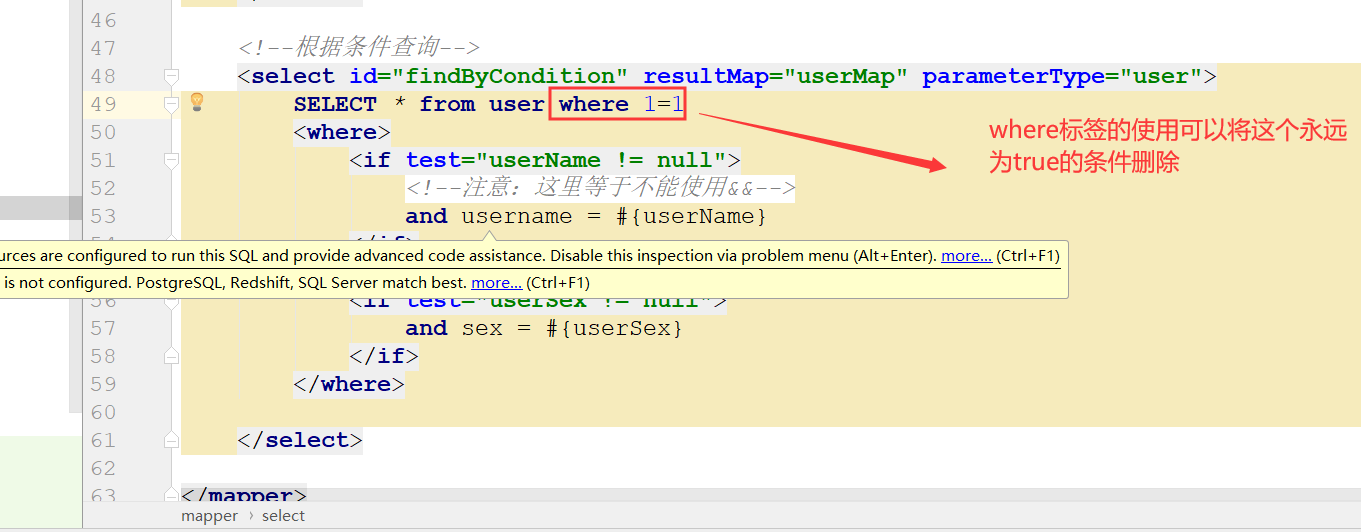 46
47 <!--根据条件查询-->
48 <select id="findByCondition" resultMap="userMap" parameterType="user">
49 SELECT * from user where 1=1
where标签的使用可以将这个永远
为true的条件删除
50 <where>
51 <if test="userName != null">
52 <!--注意：这里等于不能使用&&-->
53 and username = #{userName}
urces are configured to run this SQL and provide advanced code assistance. Disable this inspection via problem menu (Alt+Enter). more... (Ctrl+F1)
is not configured. PostgreSQL, Redshift, SQL Server match best. more... (Ctrl+F1)
56 <if test="userSex != null">
57 and sex = #{userSex}
58 </if>
59 </where>
60
61 </select>
62
63 </mapper>
mapper › select